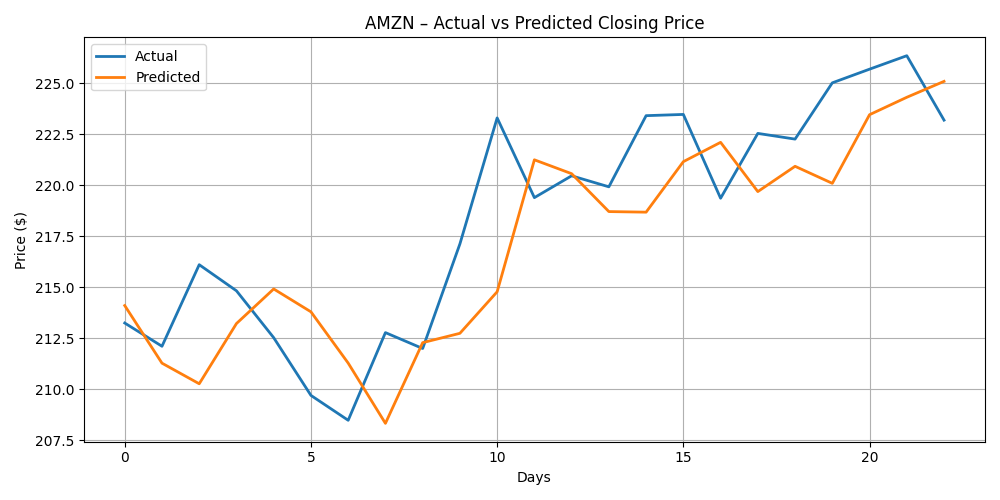 AMZN – Actual vs Predicted Closing Price
Actual
Predicted
Price ($)
225.0
222.5
220.0
217.5
215.0
212.5
210.0
207.5
0 5 10 15 20
Days